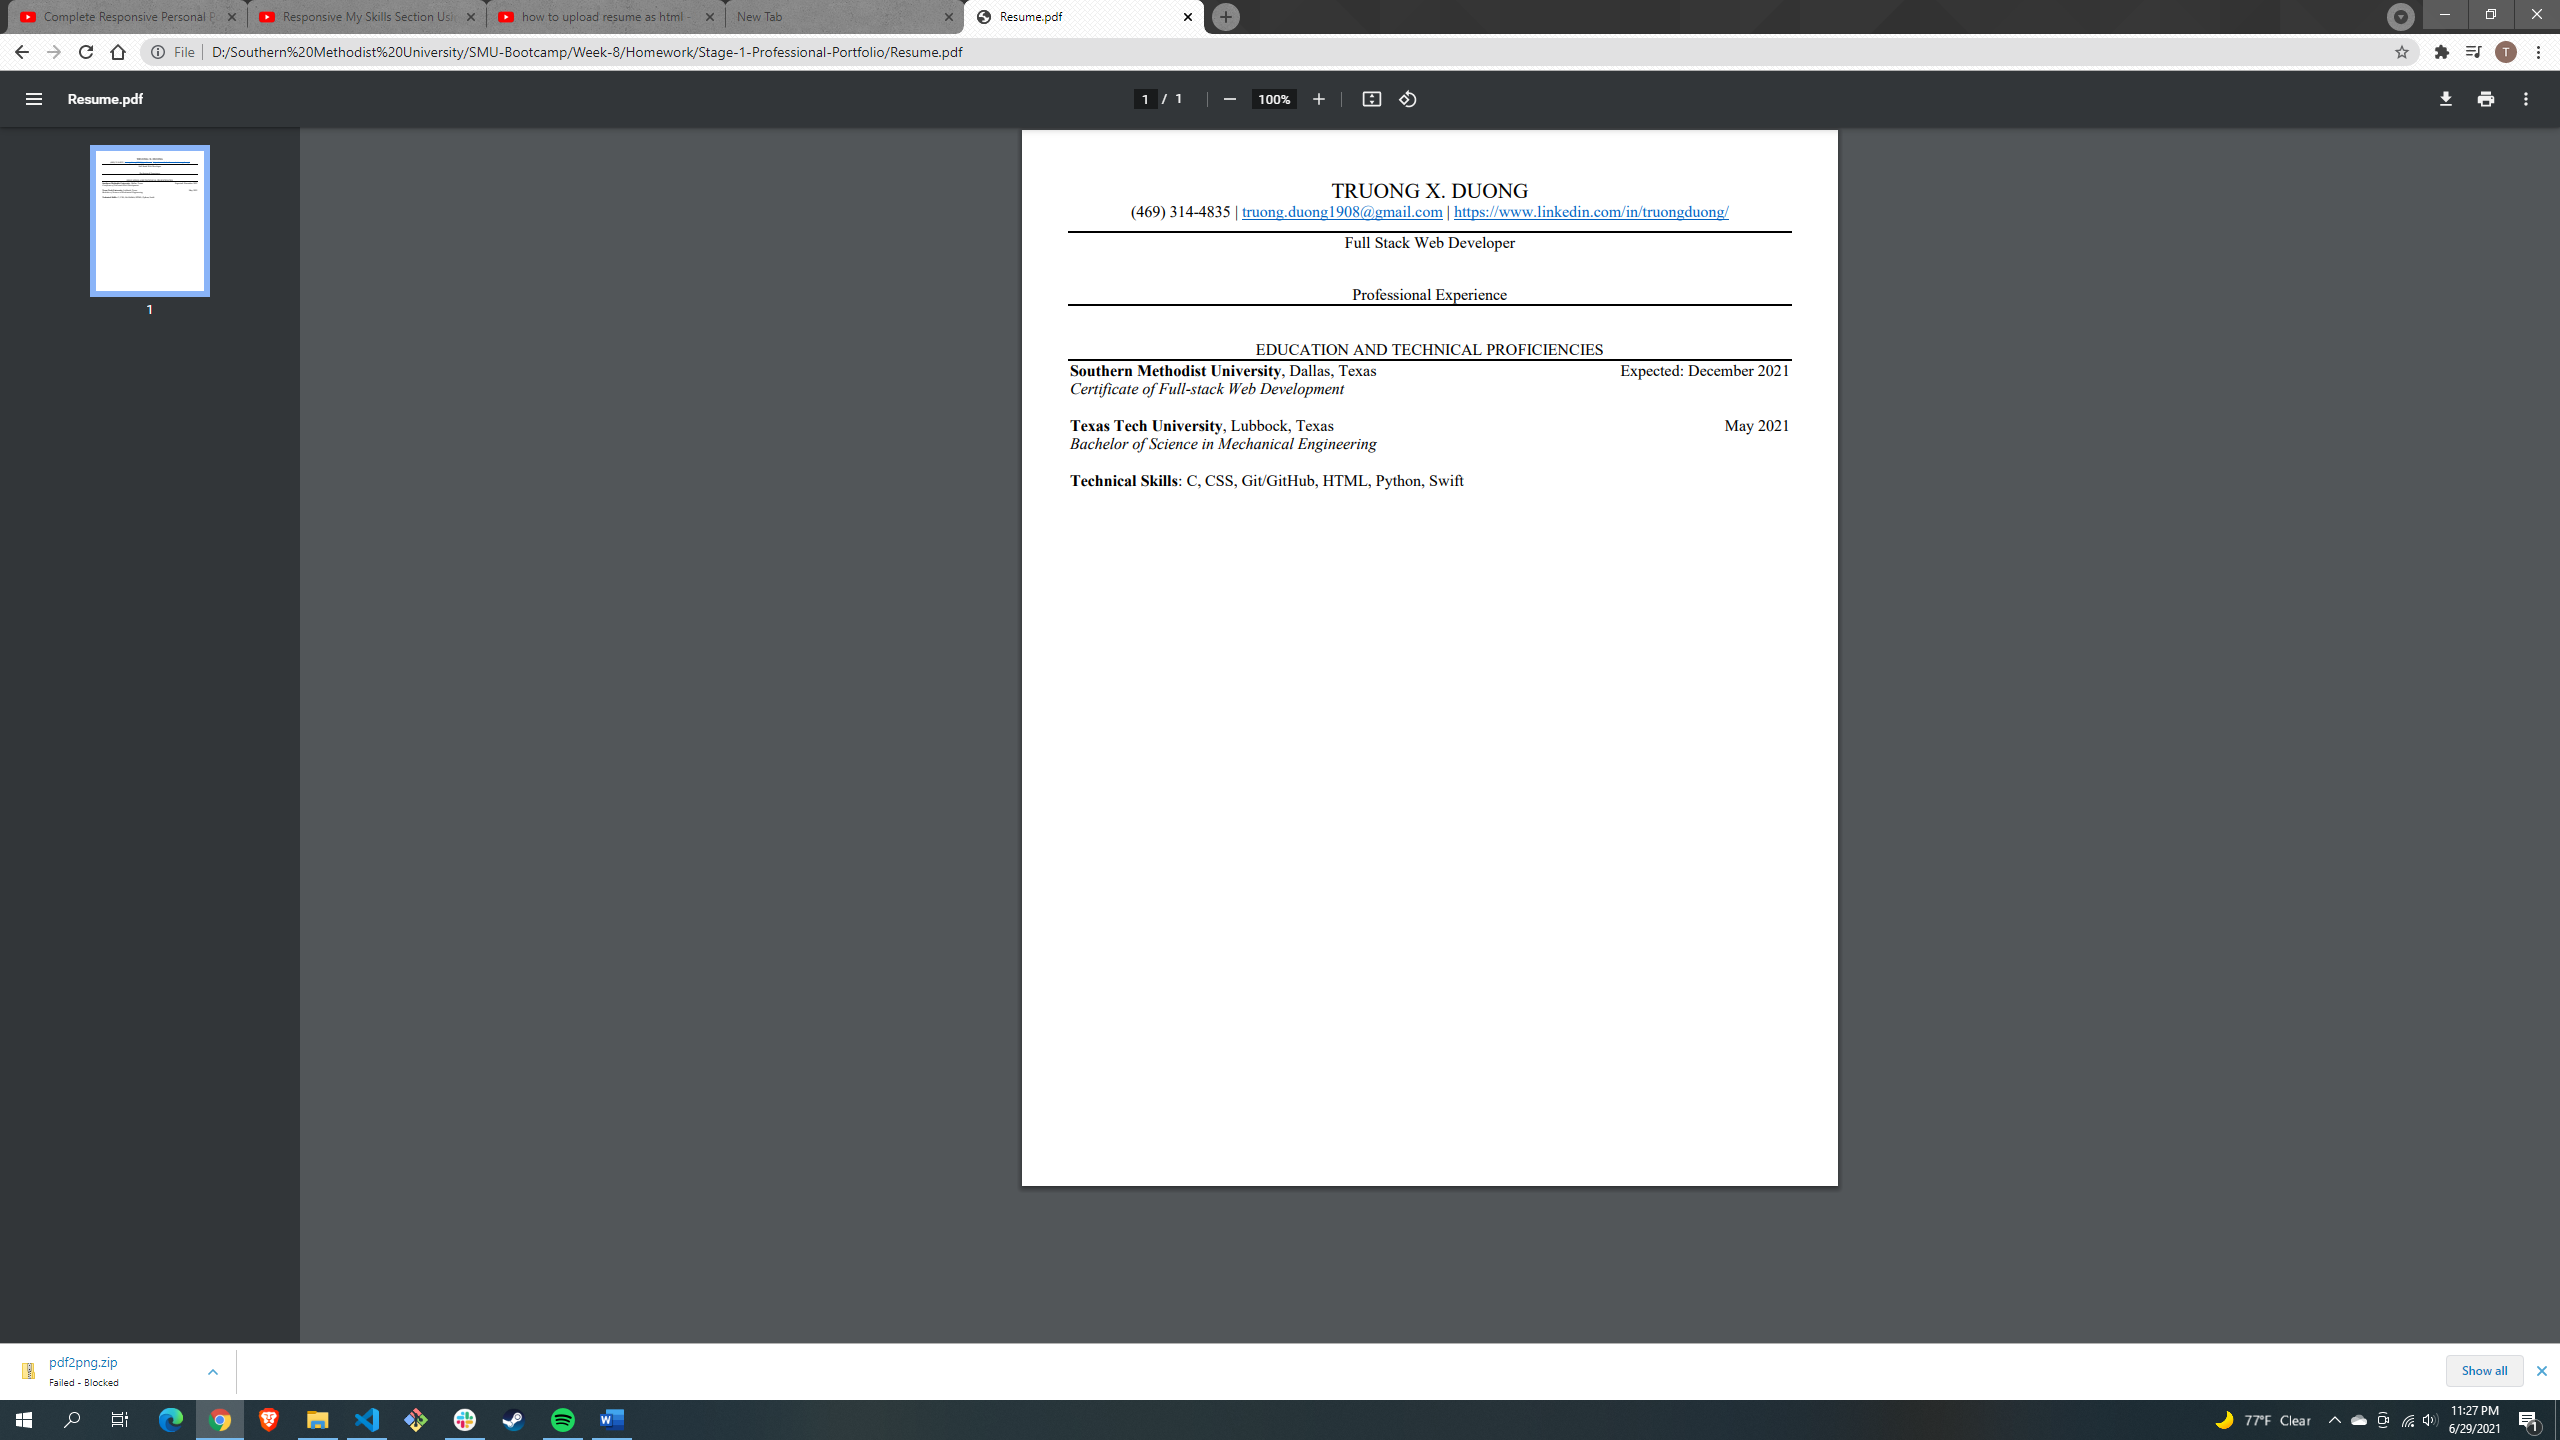 Complete Responsive Personal P
Responsive My Skills Section Usi
how to upload resume as html -
New Tab
Resume.pdf
File
D:/Southern%20Methodist%20University/SMU-Bootcamp/Week-8/Homework/Stage-1-Professional-Portfolio/Resume.pdf
T
Resume.pdf
1 / 1
100%
1
TRUONG X. DUONG
(469) 314-4835 | truong.duong1908@gmail.com | https://www.linkedin.com/in/truongduong/
Full Stack Web Developer
Professional Experience
EDUCATION AND TECHNICAL PROFICIENCIES
Southern Methodist University, Dallas, Texas Expected: December 2021
Certificate of Full-stack Web Development
Texas Tech University, Lubbock, Texas May 2021
Bachelor of Science in Mechanical Engineering
Technical Skills: C, CSS, Git/GitHub, HTML, Python, Swift
pdf2png.zip
Failed - Blocked
Show all
W
77°F Clear
11:27 PM
6/29/2021
1